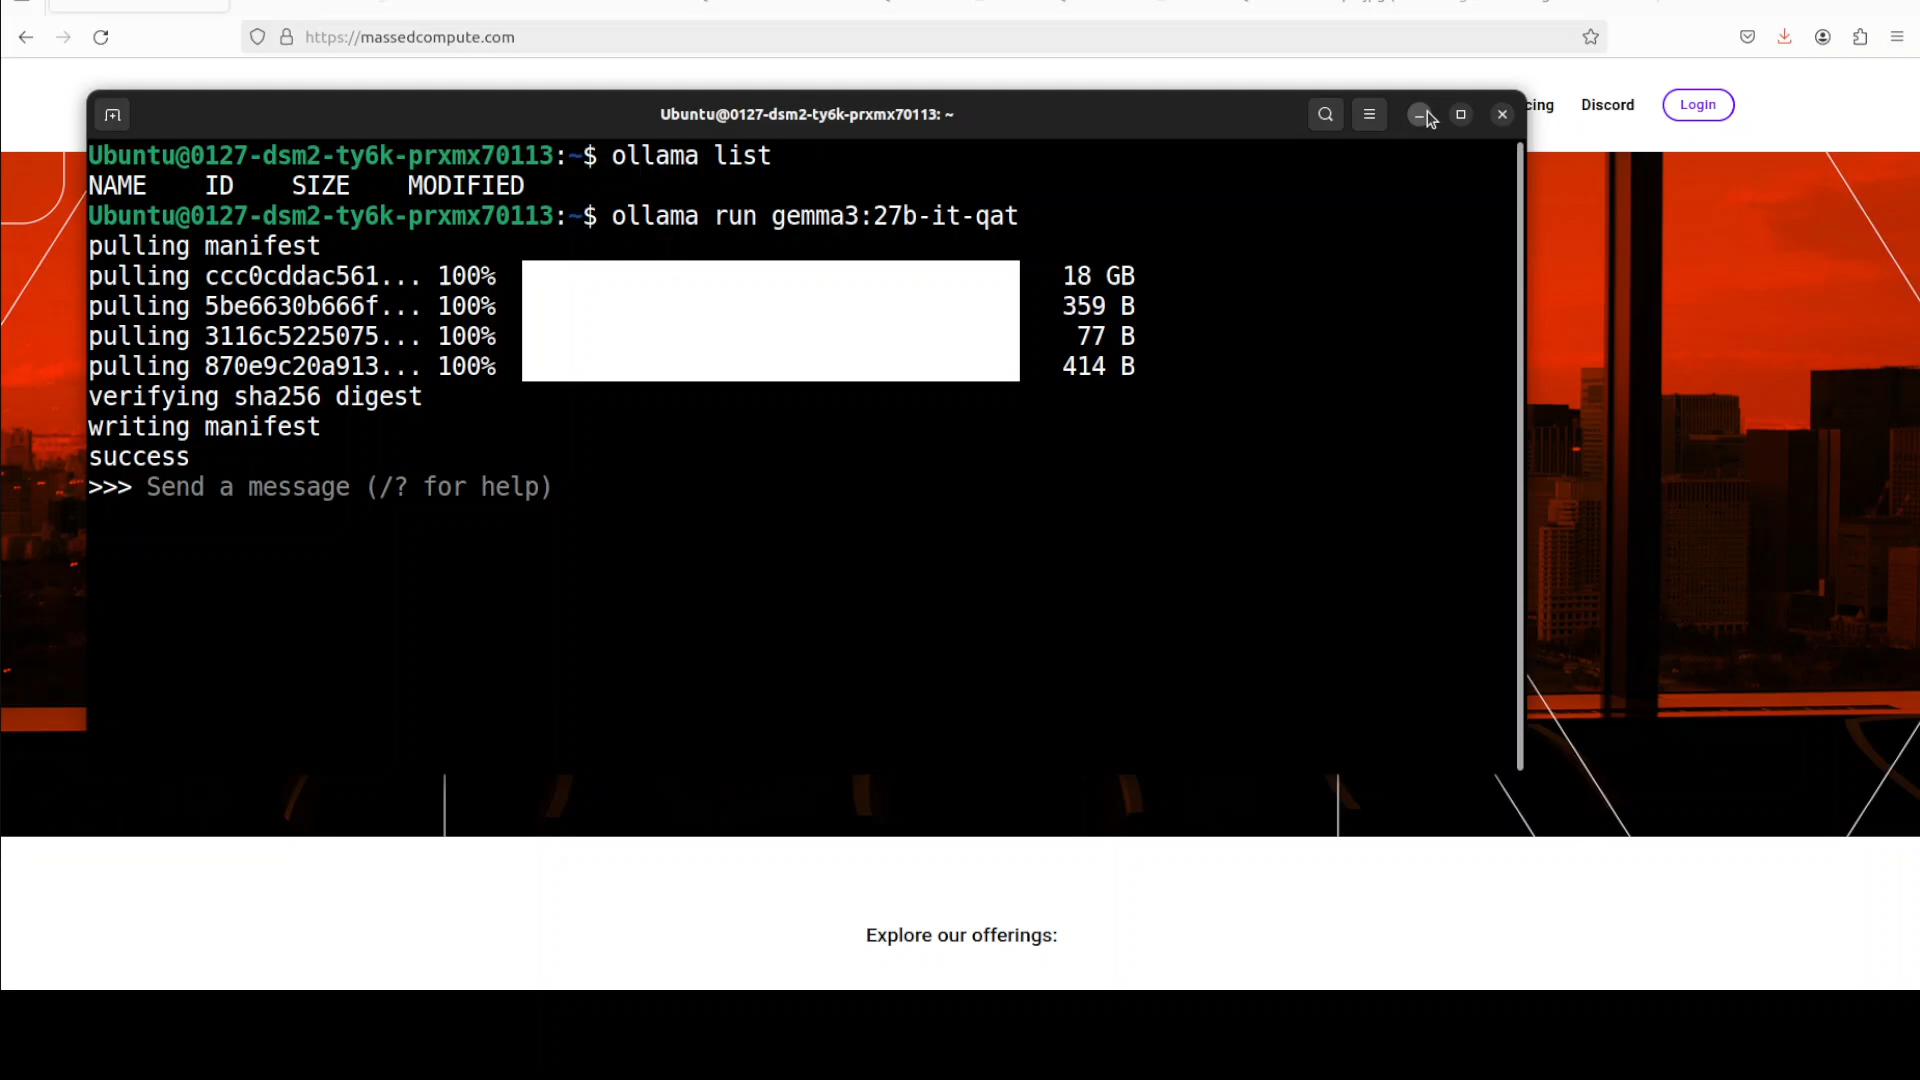 https://massedcompute.com
cing Discord Login
Ubuntu@0127-dsm2-ty6k-prxmx70113: ~
Ubuntu@0127-dsm2-ty6k-prxmx70113:~$ ollama list
NAME ID SIZE MODIFIED
Ubuntu@0127-dsm2-ty6k-prxmx70113:~$ ollama run gemma3:27b-it-qat
pulling manifest
pulling ccc0cddac561... 100% 18 GB
pulling 5be6630b666f... 100% 359 B
pulling 3116c5225075... 100% 77 B
pulling 870e9c20a913... 100% 414 B
verifying sha256 digest
writing manifest
success
>>> Send a message (/? for help)
Explore our offerings: